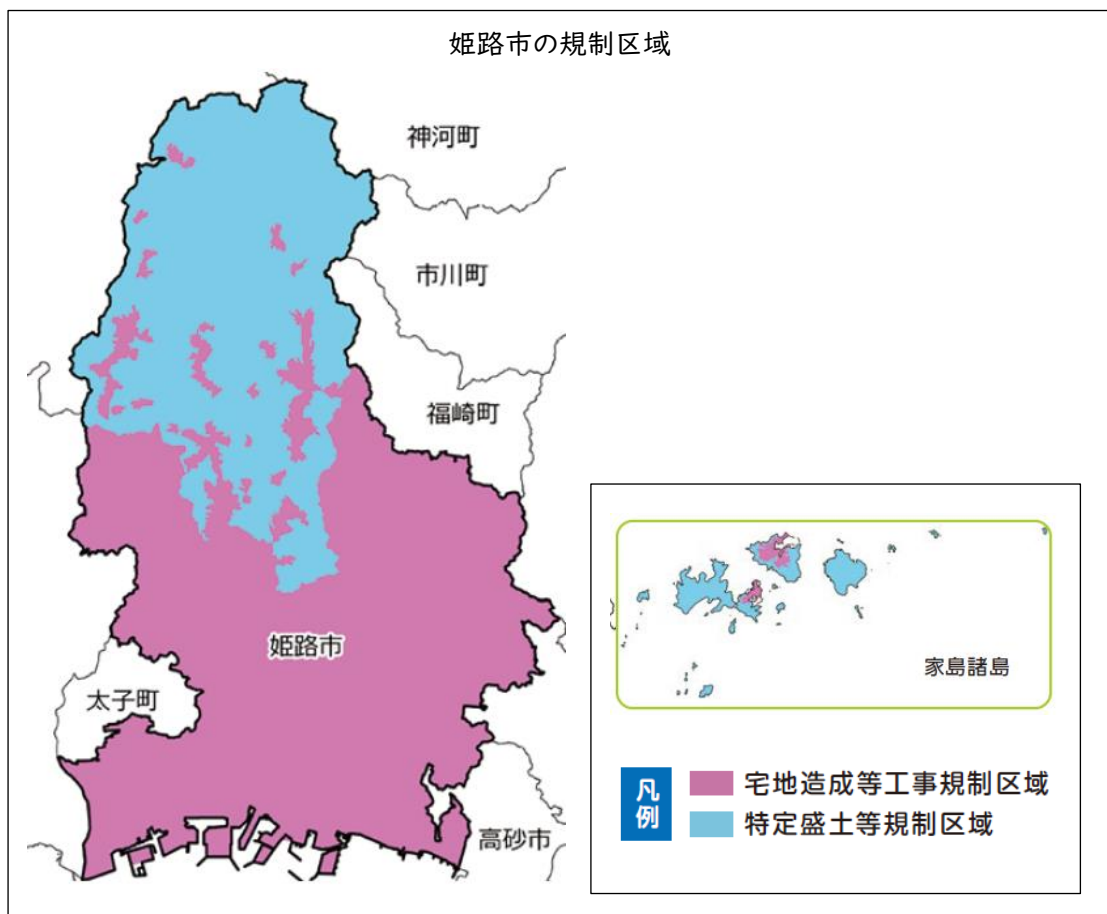 姫路市の規制区域
神河町
市川町
福崎町
姫路市
太子町
高砂市
家島諸島
凡例
宅地造成等工事規制区域
特定盛土等規制区域